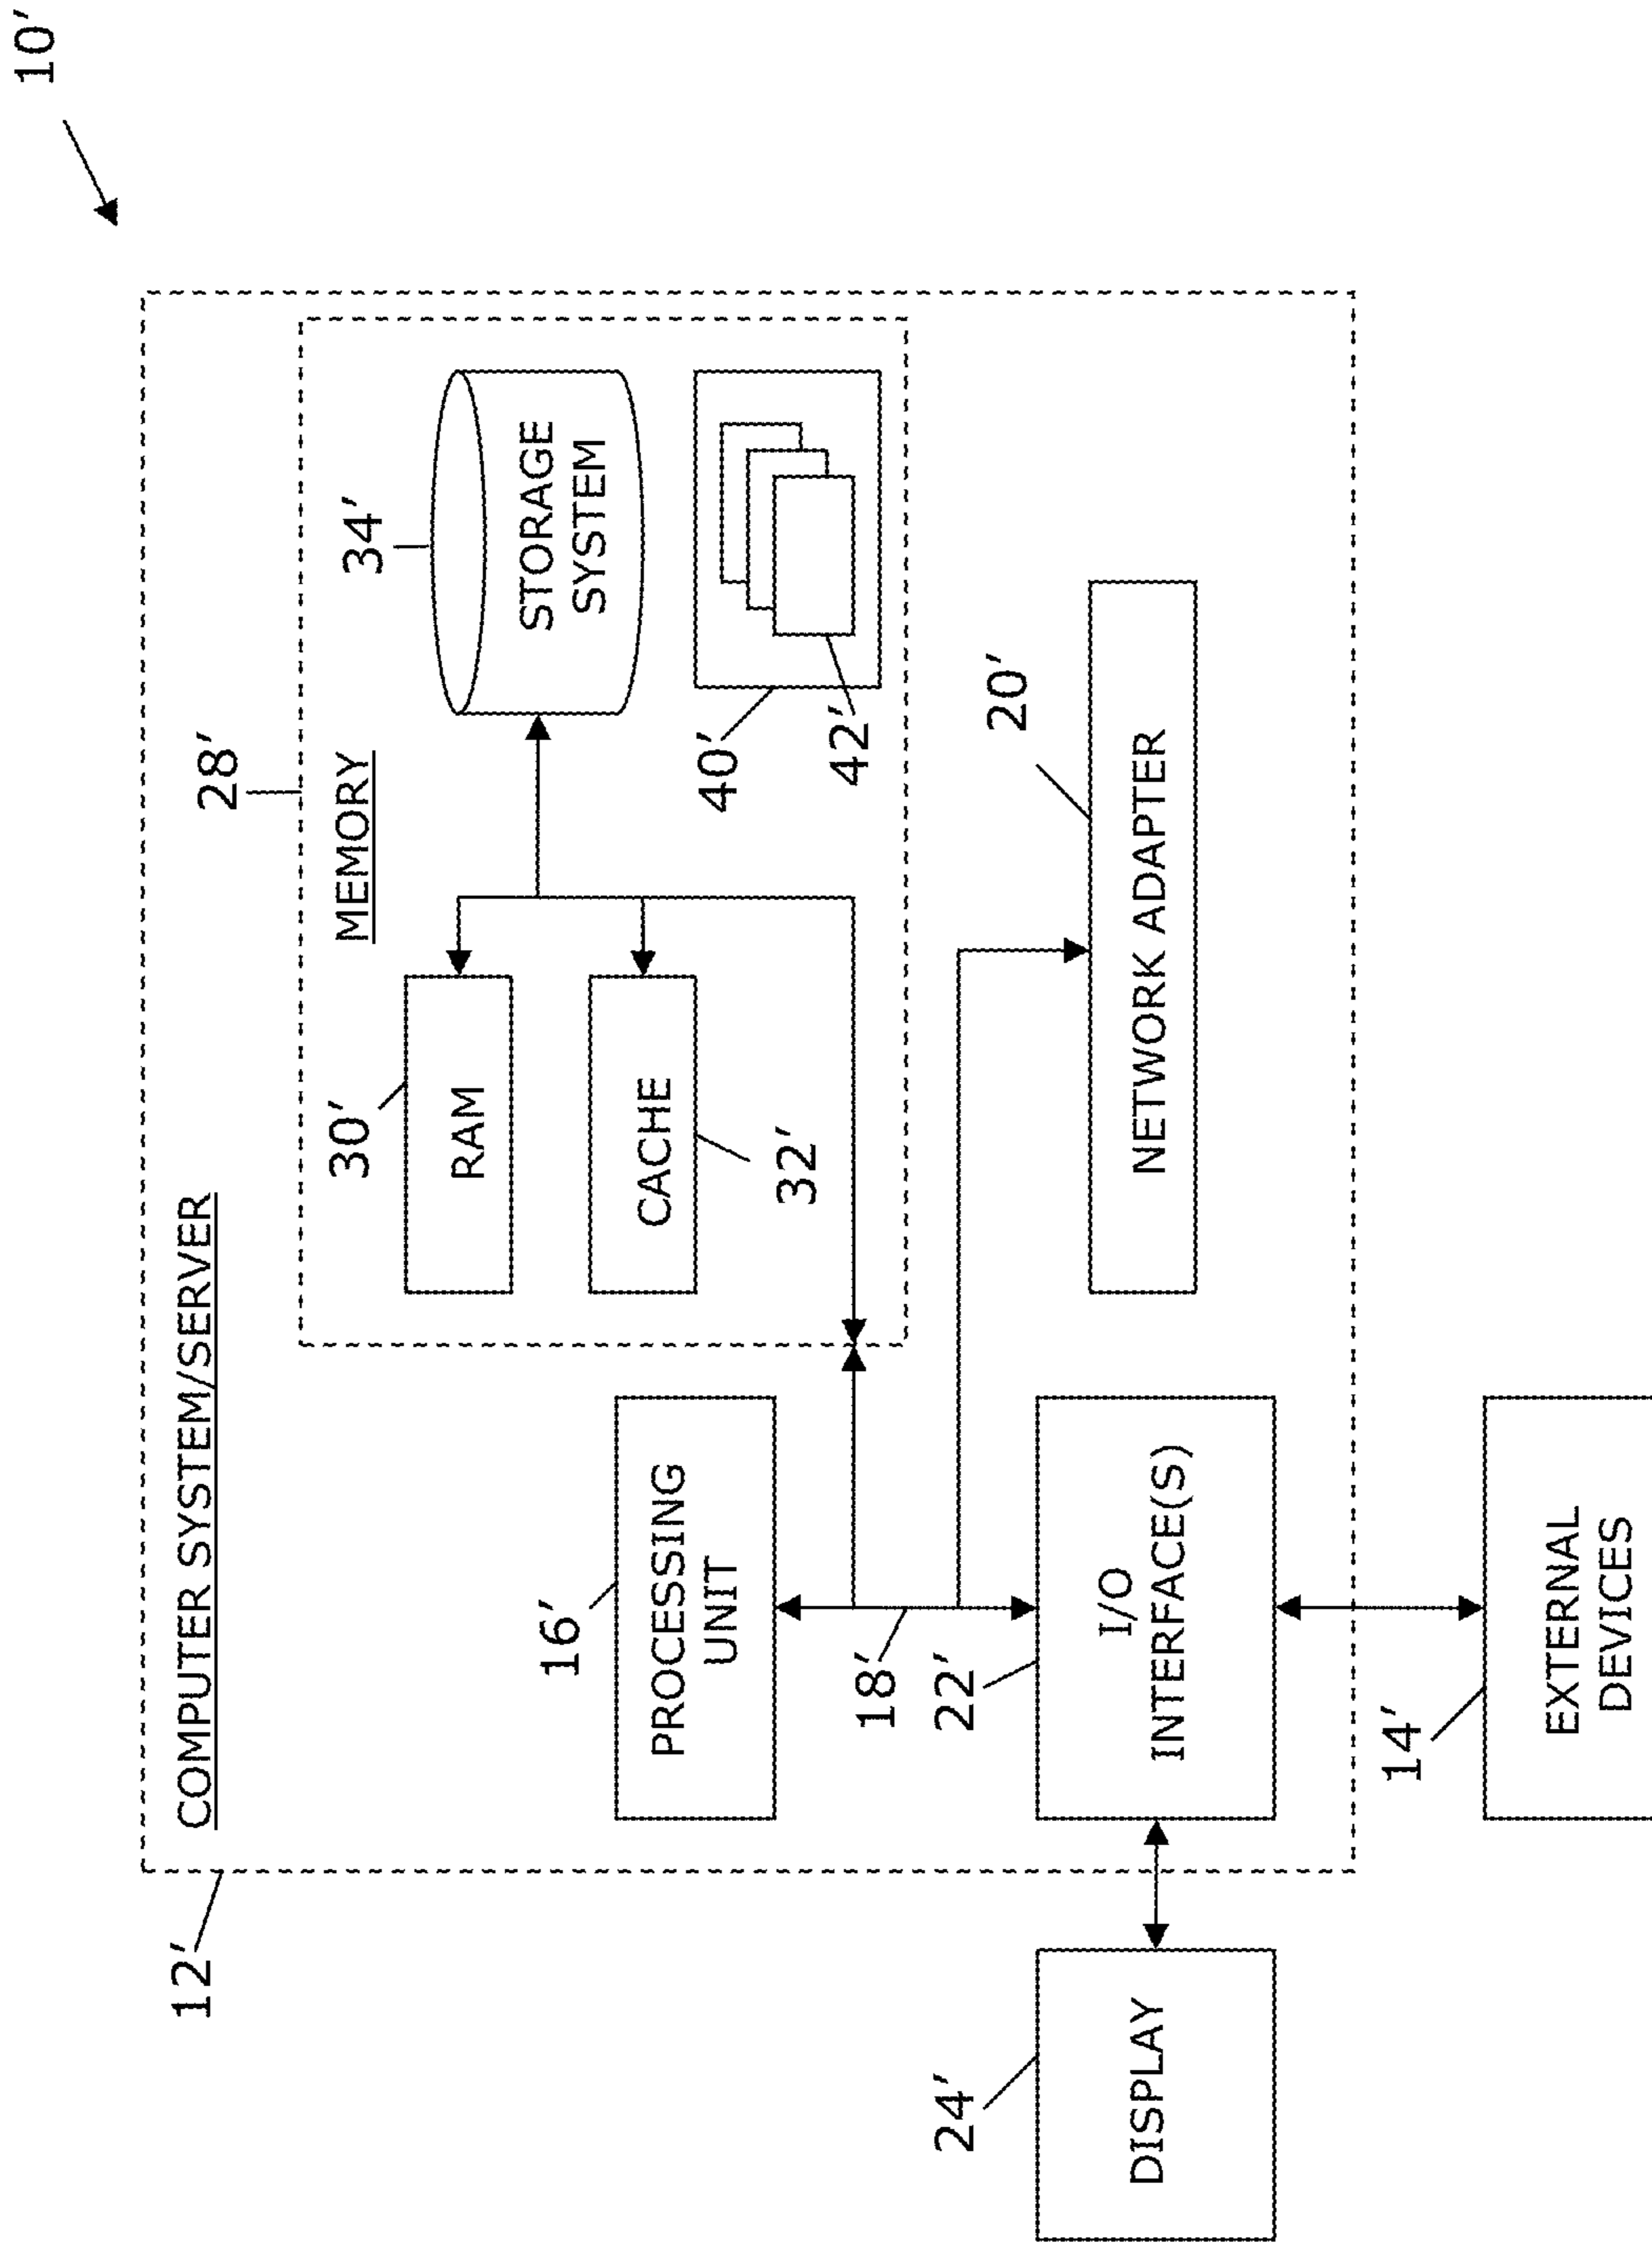 10′
12′
COMPUTER SYSTEM/SERVER
28′
MEMORY
30′
RAM
34′
STORAGE
SYSTEM
16′
PROCESSING
UNIT
CACHE
32′
40′
42′
18′
24′
DISPLAY
22′
I/O
INTERFACE(S)
20′
NETWORK ADAPTER
14′
EXTERNAL
DEVICES